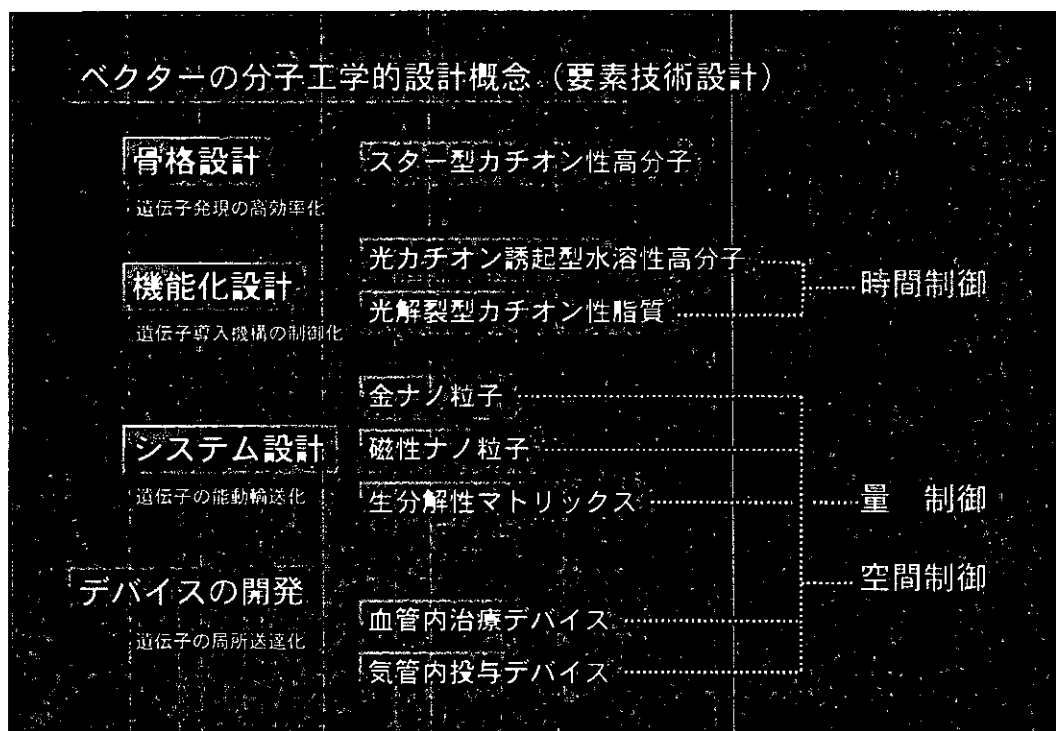 ベクターの分子工学的設計概念（要素技術設計）
骨格設計
スター型カチオン性高分子
遺伝子発現の高効率化
光カチオン誘起型水溶性高分子
機能化設計
時間制御
光解裂型カチオン性脂質
遺伝子導入機構の制御化
金ナノ粒子
システム設計
磁性ナノ粒子
遺伝子の能動輸送化
生分解性マトリックス
量　制御
空間制御
デバイスの開発
血管内治療デバイス
遺伝子の局所送達化
気管内投与デバイス